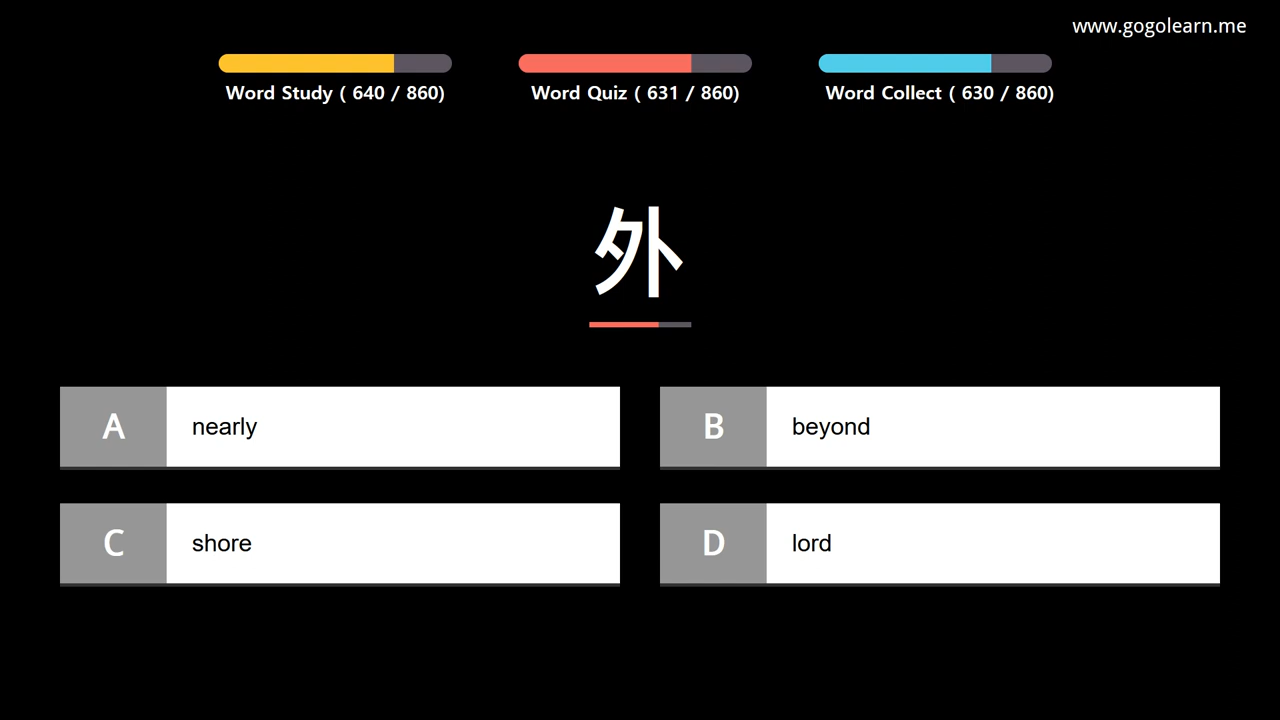 www.gogolearn.me
Word Study ( 640 / 860)
Word Quiz ( 631 / 860)
Word Collect ( 630 / 860)
外
A nearly
B beyond
C shore
D lord